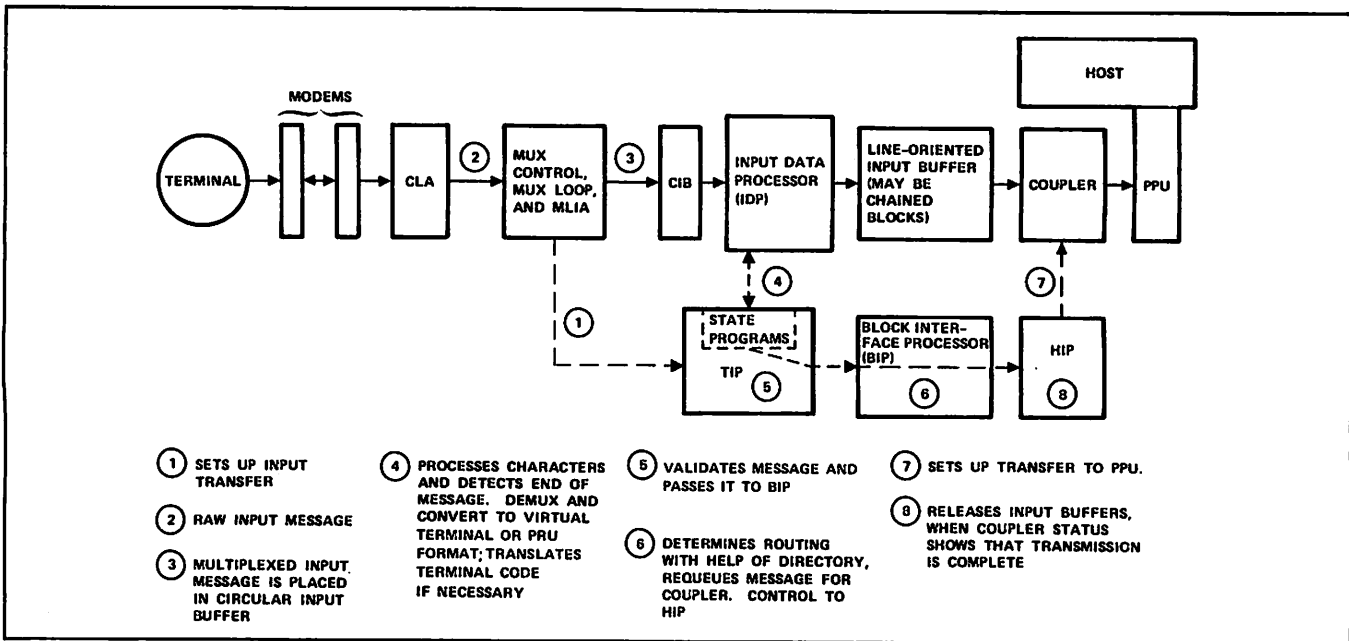 HOST
MODEMS
TERMINAL
CLA
2
MUX
CONTROL,
MUX LOOP,
AND MLIA
3
CIB
INPUT DATA
PROCESSOR
(IDP)
LINE-ORIENTED
INPUT BUFFER
(MAY BE
CHAINED
BLOCKS)
COUPLER
PPU
1
4
7
STATE
PROGRAMS
TIP
5
BLOCK INTER-
FACE PROCESSOR
(BIP)
6
HIP
8
1 SETS UP INPUT
TRANSFER
2 RAW INPUT MESSAGE
3 MULTIPLEXED INPUT
MESSAGE IS PLACED
IN CIRCULAR INPUT
BUFFER
4 PROCESSES CHARACTERS
AND DETECTS END OF
MESSAGE. DEMUX AND
CONVERT TO VIRTUAL
TERMINAL OR PRU
FORMAT; TRANSLATES
TERMINAL CODE
IF NECESSARY
5 VALIDATES MESSAGE AND
PASSES IT TO BIP
6 DETERMINES ROUTING
WITH HELP OF DIRECTORY,
REQUEUES MESSAGE FOR
COUPLER. CONTROL TO
HIP
7 SETS UP TRANSFER TO PPU.
8 RELEASES INPUT BUFFERS,
WHEN COUPLER STATUS
SHOWS THAT TRANSMISSION
IS COMPLETE